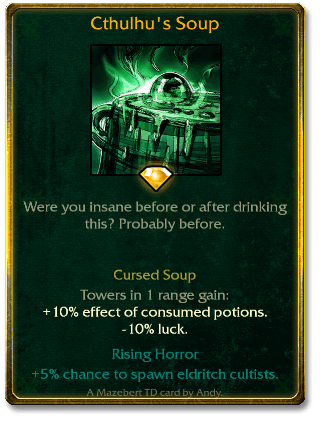 Cthulhu's Soup
Were you insane before or after drinking
this? Probably before.
Cursed Soup
Towers in 1 range gain:
+10% effect of consumed potions.
-10% luck.
Rising Horror
+5% chance to spawn eldritch cultists.
A Mazebert TD card by Andy.